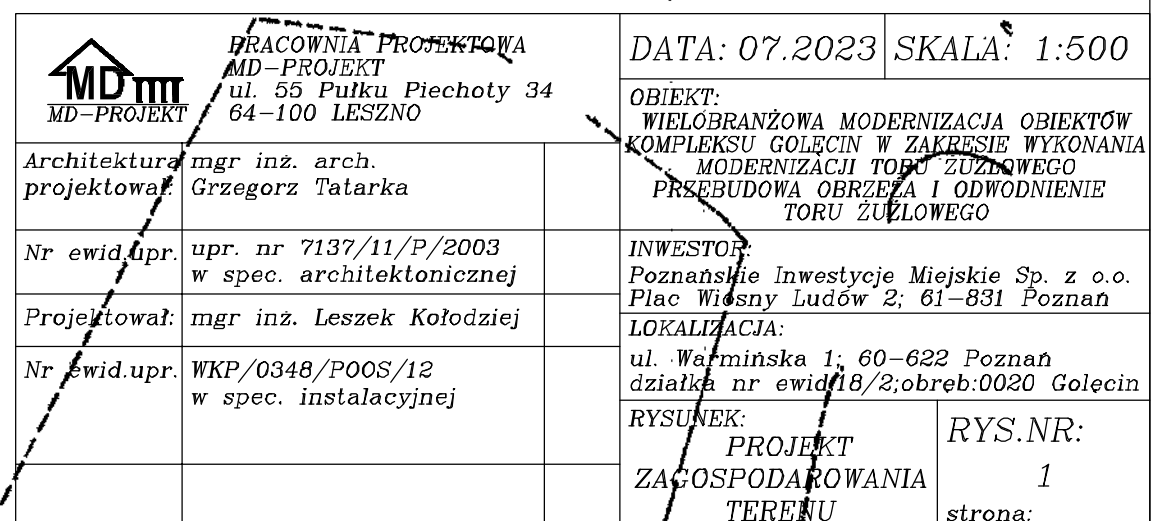 MD
MD-PROJEKT
PRACOWNIA PROJEKTOWA
MD-PROJEKT
ul. 55 Pułku Piechoty 34
64-100 LESZNO
DATA: 07.2023
SKALA: 1:500
OBIEKT:
WIELOBRANŻOWA MODERNIZACJA OBIEKTÓW
KOMPLEKSU GOLĘCIN W ZAKRESIE WYKONANIA
MODERNIZACJI TORU ŻUŻLOWEGO
PRZEBUDOWA OBRZEŻA I ODWODNIENIE
TORU ŻUŻLOWEGO
Architektura mgr inż. arch.
projektował: Grzegorz Tatarka
Nr ewid.upr. upr. nr 7137/11/P/2003
w spec. architektonicznej
Projektował: mgr inż. Leszek Kołodziej
Nr ewid.upr. WKP/0348/POOS/12
w spec. instalacyjnej
INWESTOR:
Poznańskie Inwestycje Miejskie Sp. z o.o.
Plac Wiosny Ludów 2; 61-831 Poznań
LOKALIZACJA:
ul. Warmińska 1; 60-622 Poznań
działka nr ewid18/2;obręb:0020 Golęcin
RYSUNEK:
PROJEKT
ZAGOSPODAROWANIA
TERENU
RYS.NR:
1
strona: